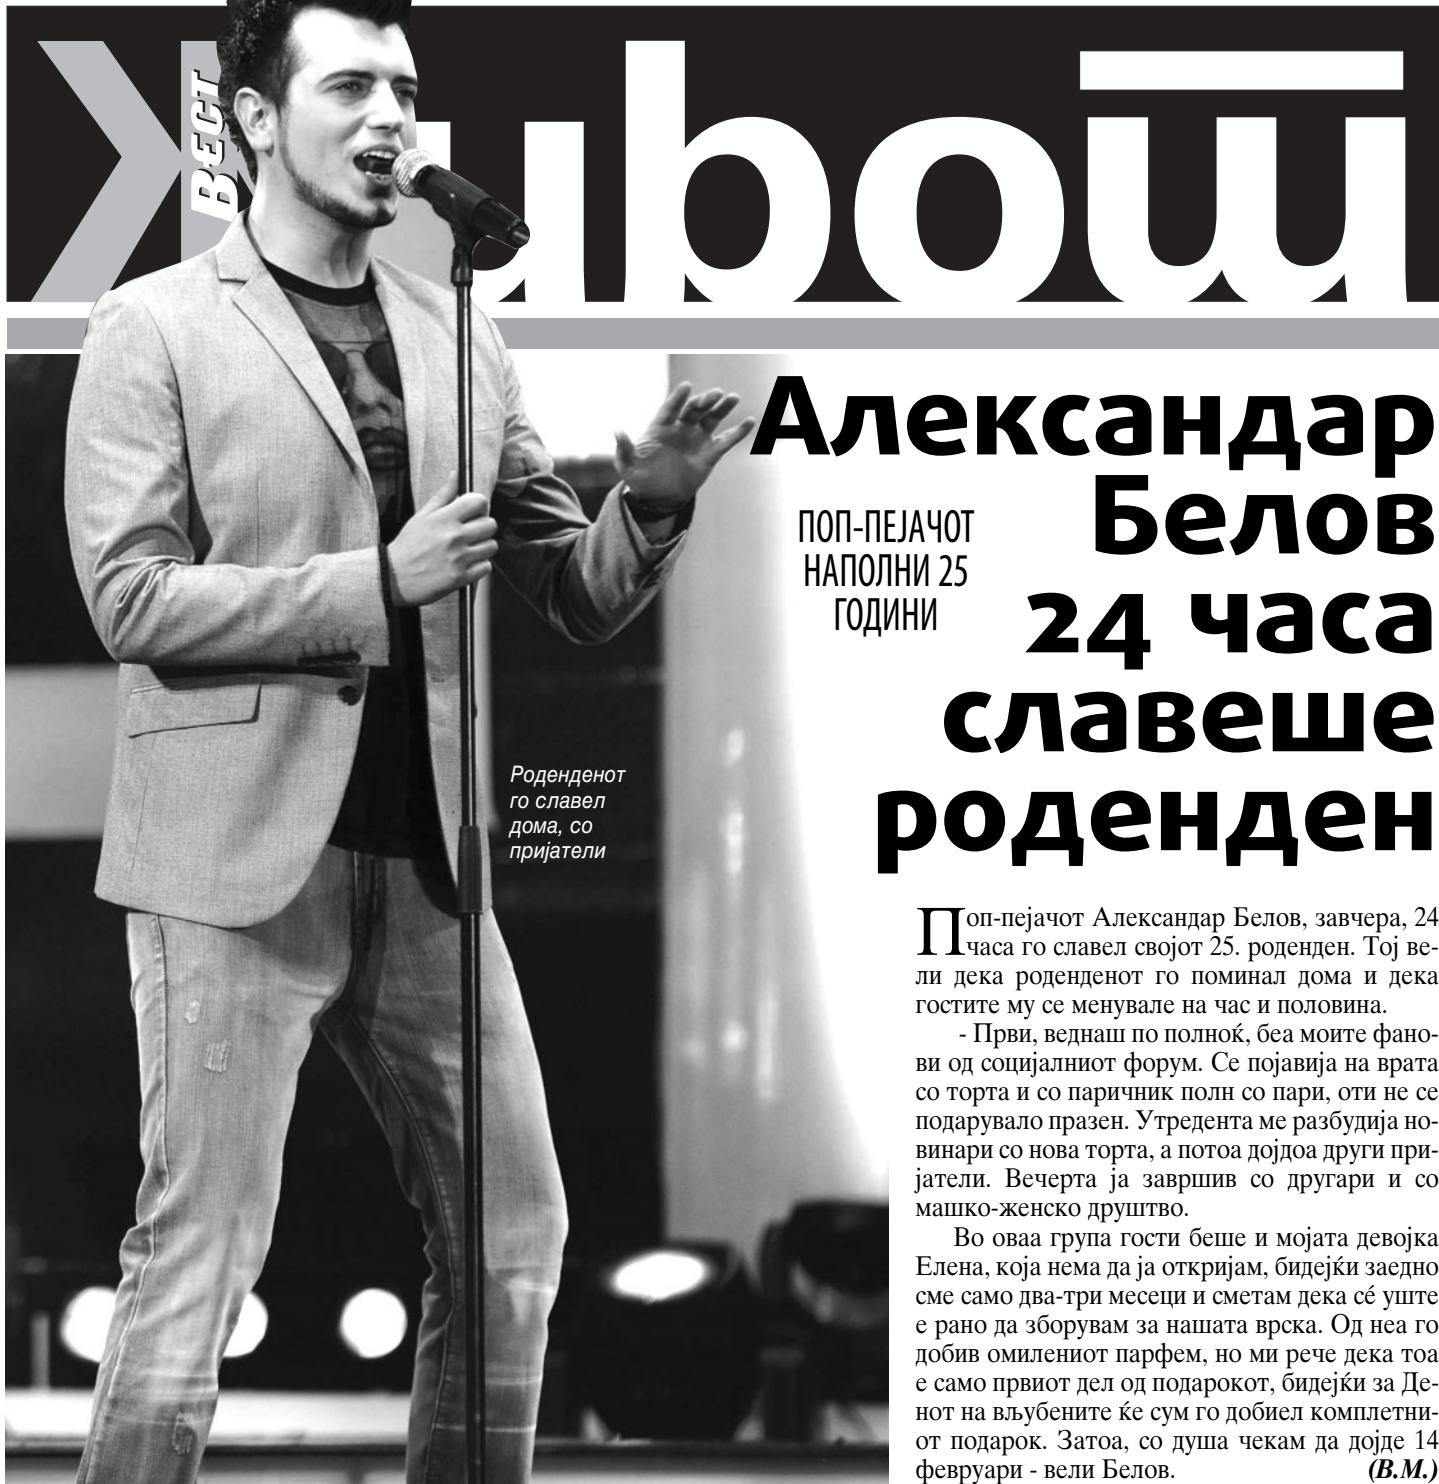 Вест
Живот
Александар
Белов
24 часа
славеше
роденден
ПОП-ПЕЈАЧОТ
НАПОЛНИ 25
ГОДИНИ
Роденденот
го славел
дома, со
пријатели
Поп-пејачот Александар Белов, завчера, 24
часа го славел својот 25. роденден. Тој ве-
ли дека роденденот го поминал дома и дека
гостите му се менувале на час и половина.
- Први, веднаш по полноќ, беа моите фано-
ви од социјалниот форум. Се појавија на врата
со торта и со паричник полн со пари, оти не се
подарувало празен. Утредента ме разбудија но-
винари со нова торта, а потоа дојдоа други при-
јатели. Вечерта ја завршив со другари и со
машко-женско друштво.
Во оваа група гости беше и мојата девојка
Елена, која нема да ја откријам, бидејќи заедно
сме само два-три месеци и сметам дека сé уште
е рано да зборувам за нашата врска. Од неа го
добив омилениот парфем, но ми рече дека тоа
е само првиот дел од подарокот, бидејќи за Де-
нот на вљубените ќе сум го добиел комплетни-
от подарок. Затоа, со душа чекам да дојде 14
февруари - вели Белов. (В.М.)